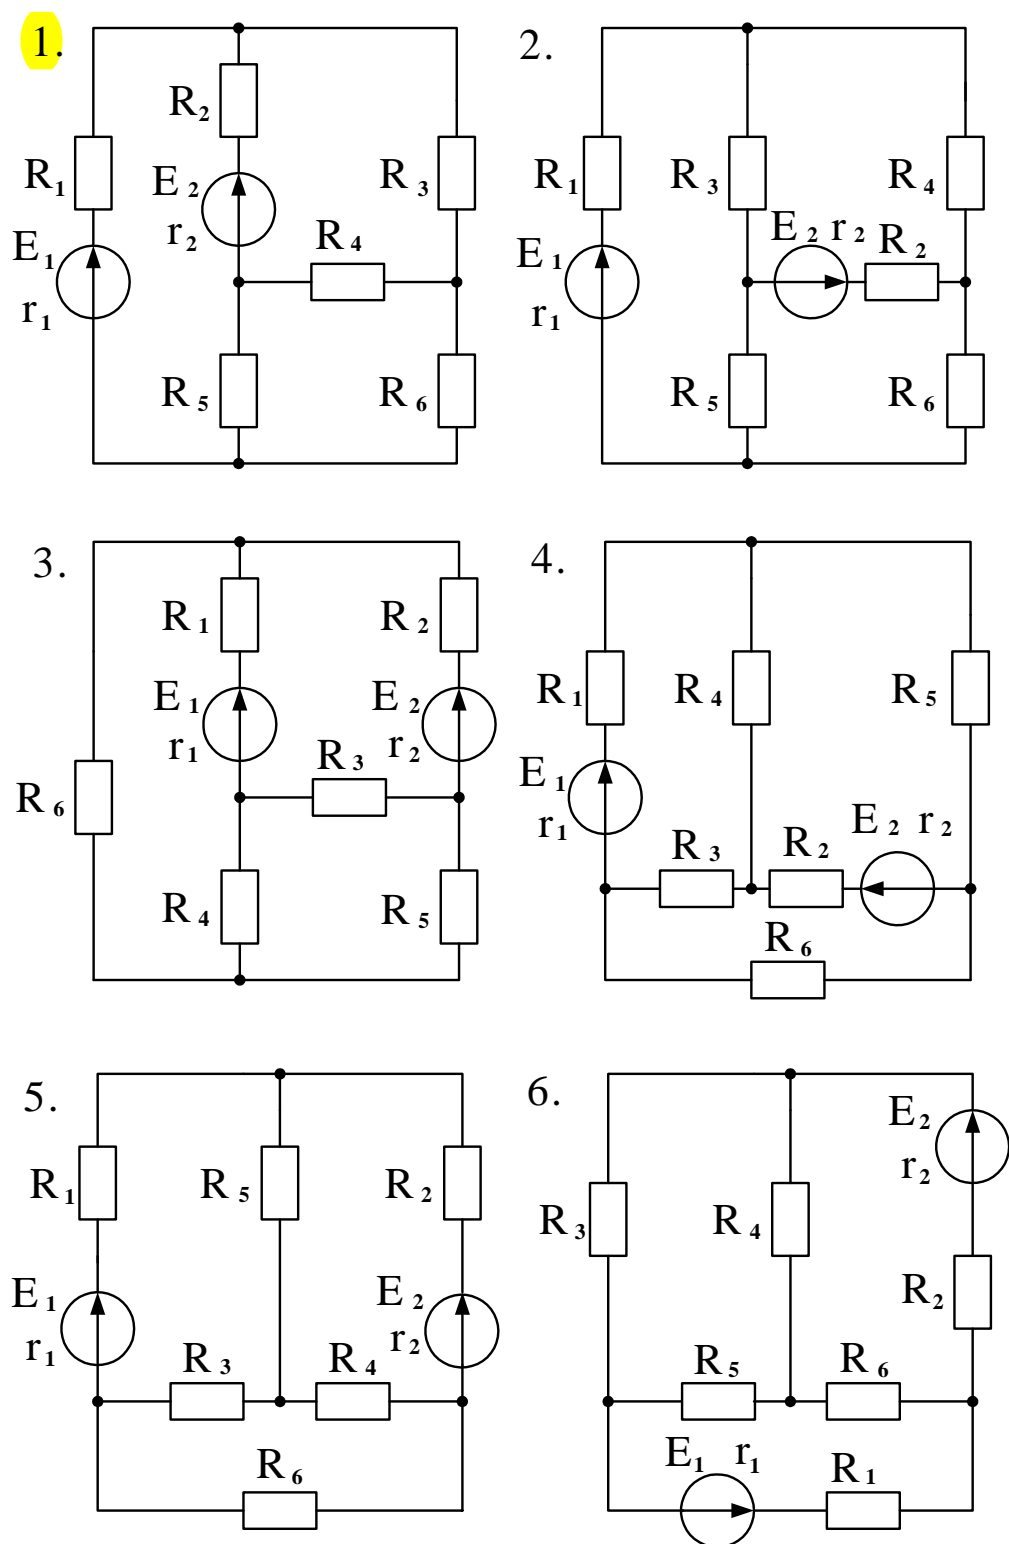 1.
R₂
R₁
E₂
r₂
R₃
E₁
r₁
R₄
R₅
R₆
2.
R₁
R₃
R₄
E₂ r₂
R₂
E₁
r₁
R₅
R₆
3.
R₁
R₂
E₁
r₁
E₂
r₂
R₃
R₆
R₄
R₅
4.
R₁
R₄
R₅
E₁
r₁
R₃
R₂
E₂ r₂
R₆
5.
R₁
R₅
R₂
E₁
r₁
E₂
r₂
R₃
R₄
R₆
6.
E₂
r₂
R₃
R₄
R₂
R₅
R₆
E₁ r₁
R₁